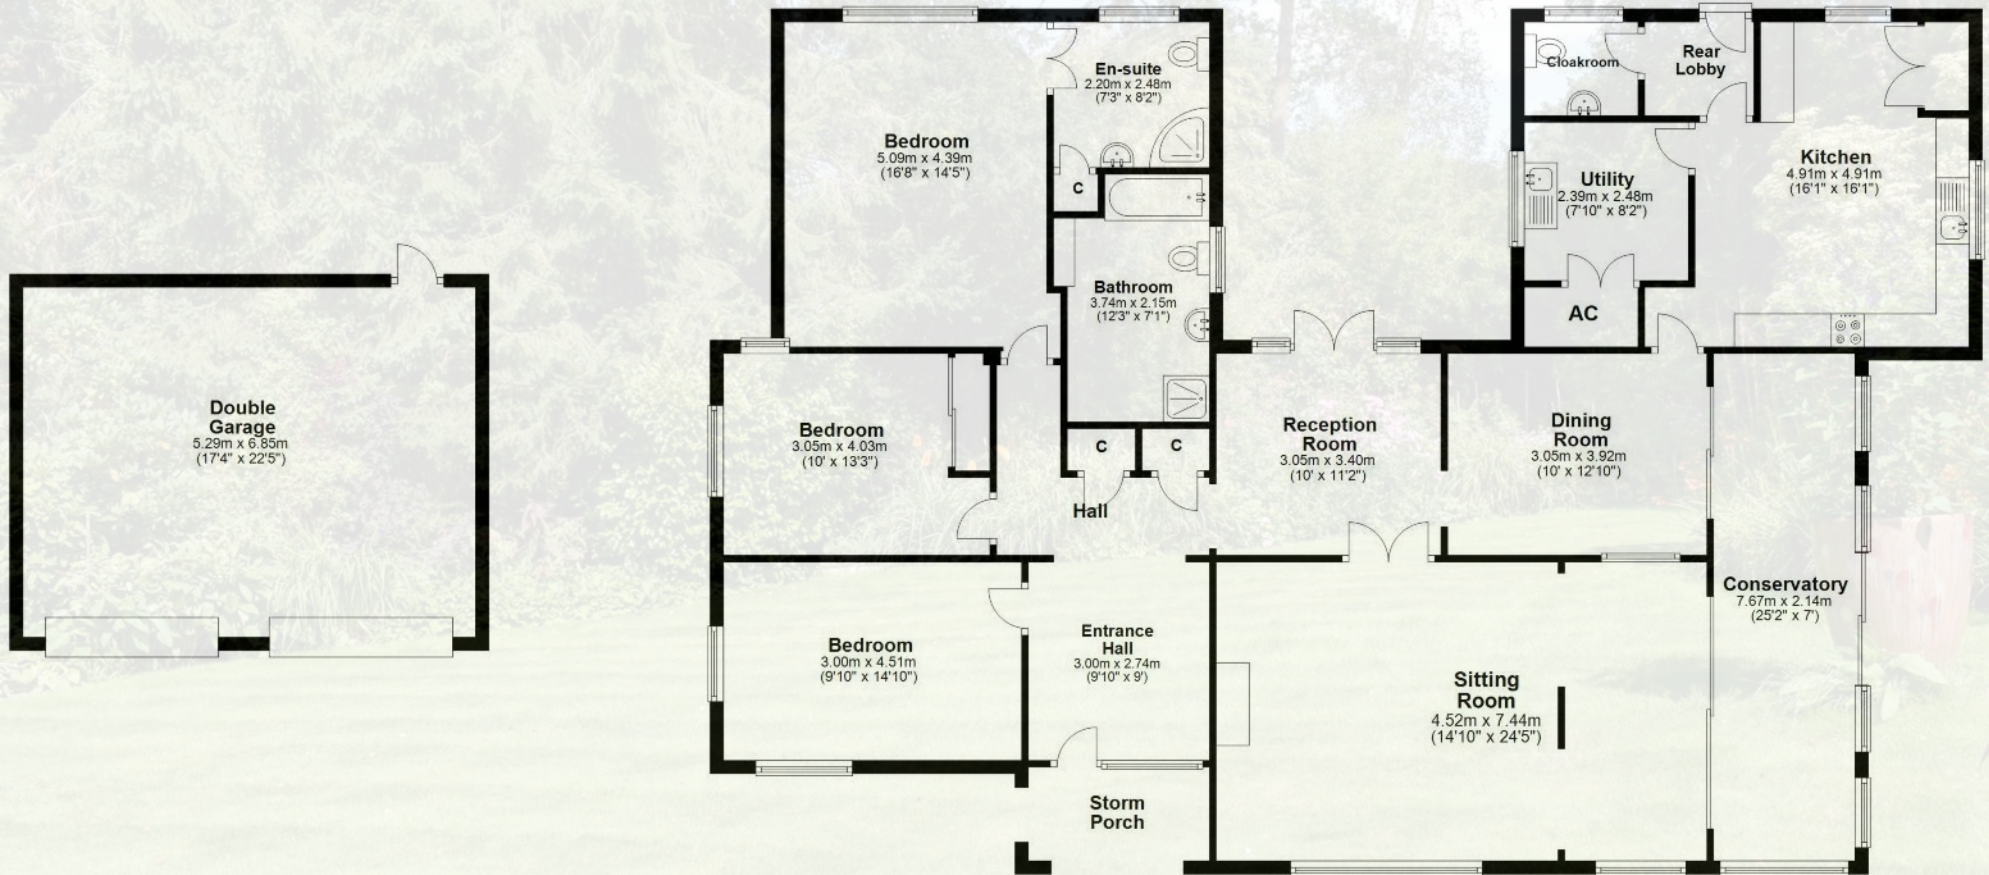 En-suite
2.20m x 2.48m
(7'3" x 8'2")
Bedroom
5.09m x 4.39m
(16'8" x 14'5")
C
Bathroom
3.74m x 2.15m
(12'3" x 7'1")
Cloakroom
Rear
Lobby
Kitchen
4.91m x 4.91m
(16'1" x 16'1")
Utility
2.39m x 2.48m
(7'10" x 8'2")
AC
Double
Garage
5.29m x 6.85m
(17'4" x 22'5")
Bedroom
3.05m x 4.03m
(10' x 13'3")
C
C
Hall
Reception
Room
3.05m x 3.40m
(10' x 11'2")
Dining
Room
3.05m x 3.92m
(10' x 12'10")
Conservatory
7.67m x 2.14m
(25'2" x 7')
Bedroom
3.00m x 4.51m
(9'10" x 14'10")
Entrance
Hall
3.00m x 2.74m
(9'10" x 9')
Sitting
Room
4.52m x 7.44m
(14'10" x 24'5")
Storm
Porch